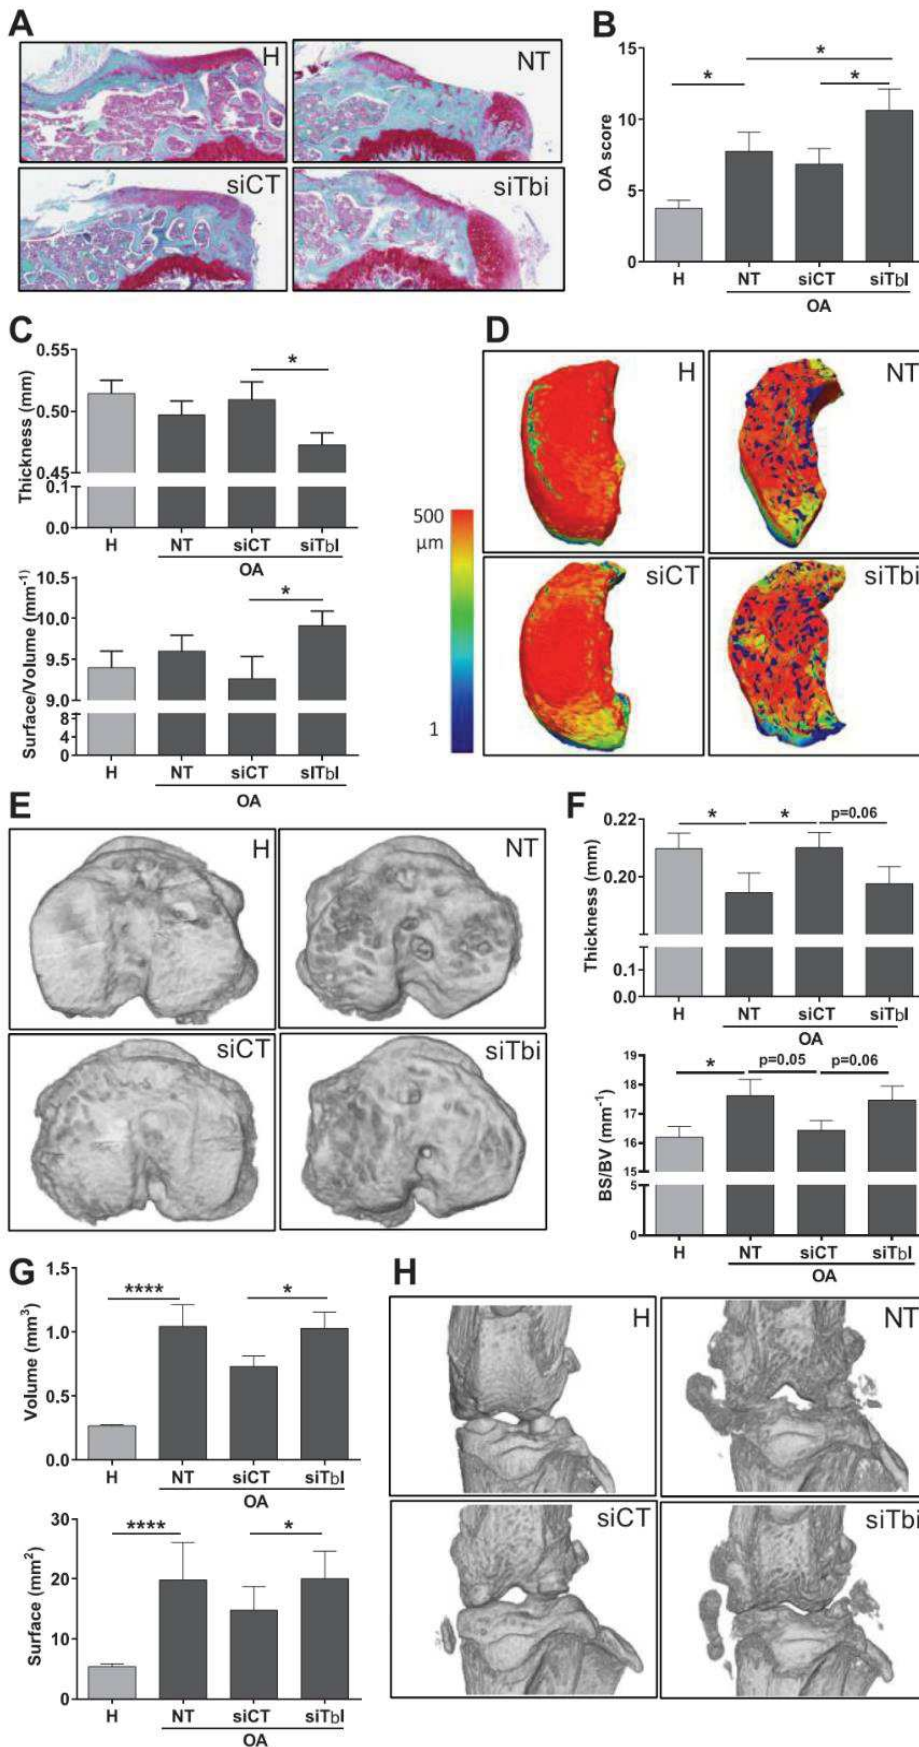 A
H
NT
siCT
siTbi
B
OA score
15
10
5
0
*
*
*
H
NT
siCT
siTbI
OA
C
Thickness (mm)
0.55
0.50
0.45
0.1
0.0
*
H
NT
siCT
siTbI
OA
Surface/Volume (mm⁻¹)
10.5
10.0
9.5
9.0
8
4
0
*
H
NT
siCT
sITbI
OA
D
500
µm
1
H
NT
siCT
siTbi
E
H
NT
siCT
siTbi
F
Thickness (mm)
0.22
0.20
0.1
0.0
*
*
p=0.06
H
NT
siCT
siTbI
OA
BS/BV (mm⁻¹)
19
18
17
16
15
5
0
*
p=0.05
p=0.06
H
NT
siCT
siTbI
OA
G
Volume (mm³)
1.5
1.0
0.5
0.0
****
*
H
NT
siCT
siTbI
OA
Surface (mm²)
30
20
10
0
****
*
H
NT
siCT
siTbI
OA
H
H
NT
siCT
siTbi